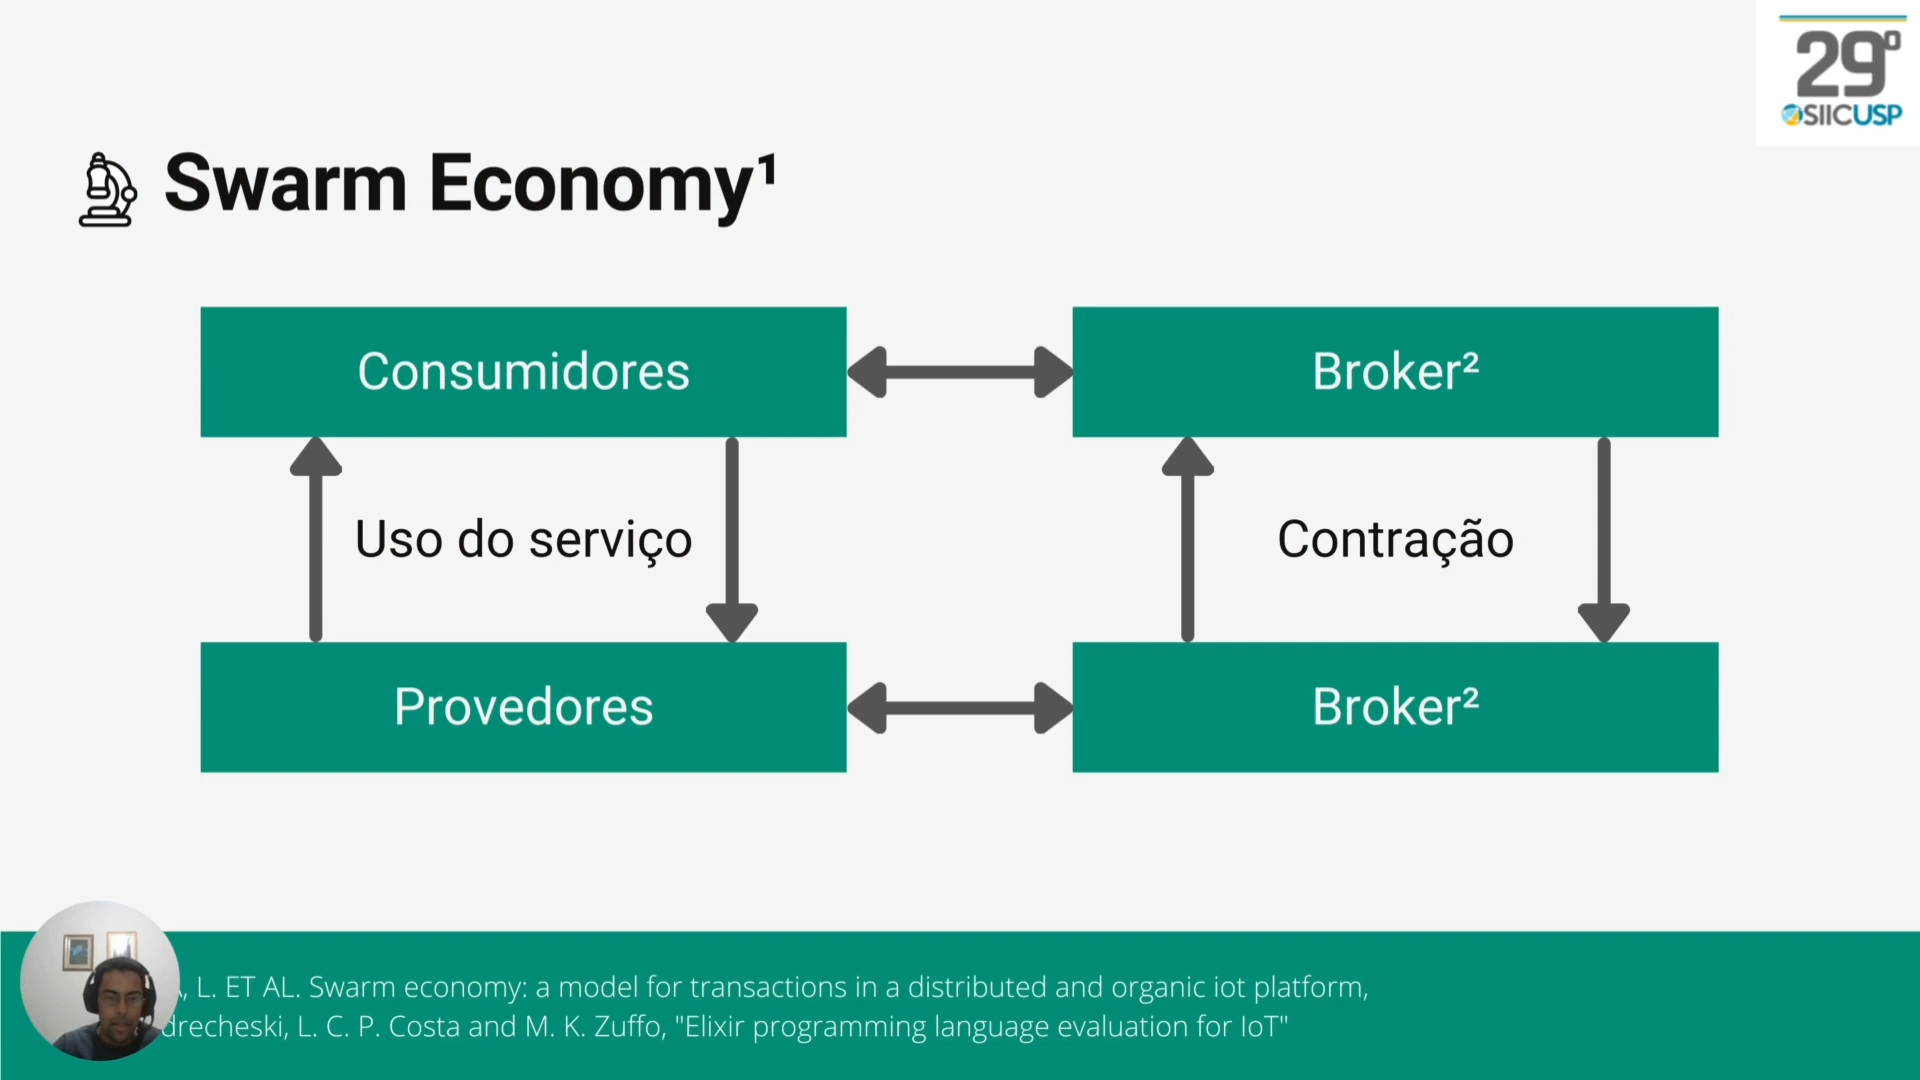 29º
SIICUSP
Swarm Economy¹
Consumidores
Broker²
Uso do serviço
Contração
Provedores
Broker²
, L. ET AL. Swarm economy: a model for transactions in a distributed and organic iot platform,
drecheski, L. C. P. Costa and M. K. Zuffo, "Elixir programming language evaluation for IoT"